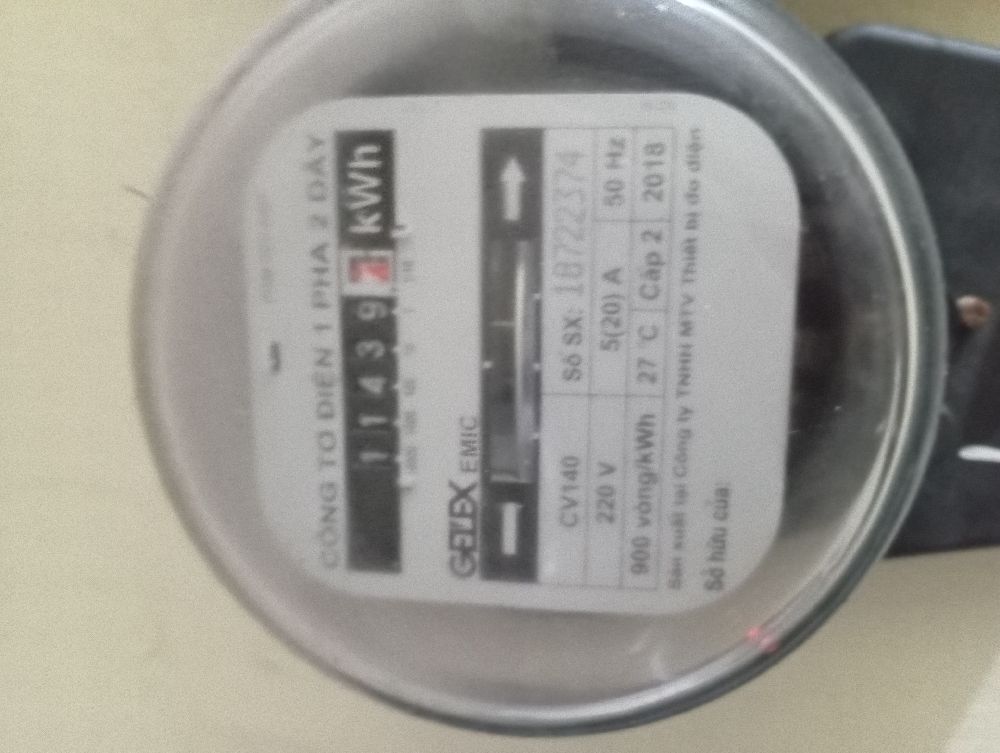 CÔNG TƠ ĐIỆN 1 PHA 2 DÂY
1 1 4 3 9 kWh
GELEX EMIC
CV140 Số SX: 187222374
220 V 5(20) A 50 Hz
900 vòng/kWh 27 °C Cấp 2 2018
Sản xuất tại Công ty TNHH MTV Thiết bị đo điện
Sở hữu của: